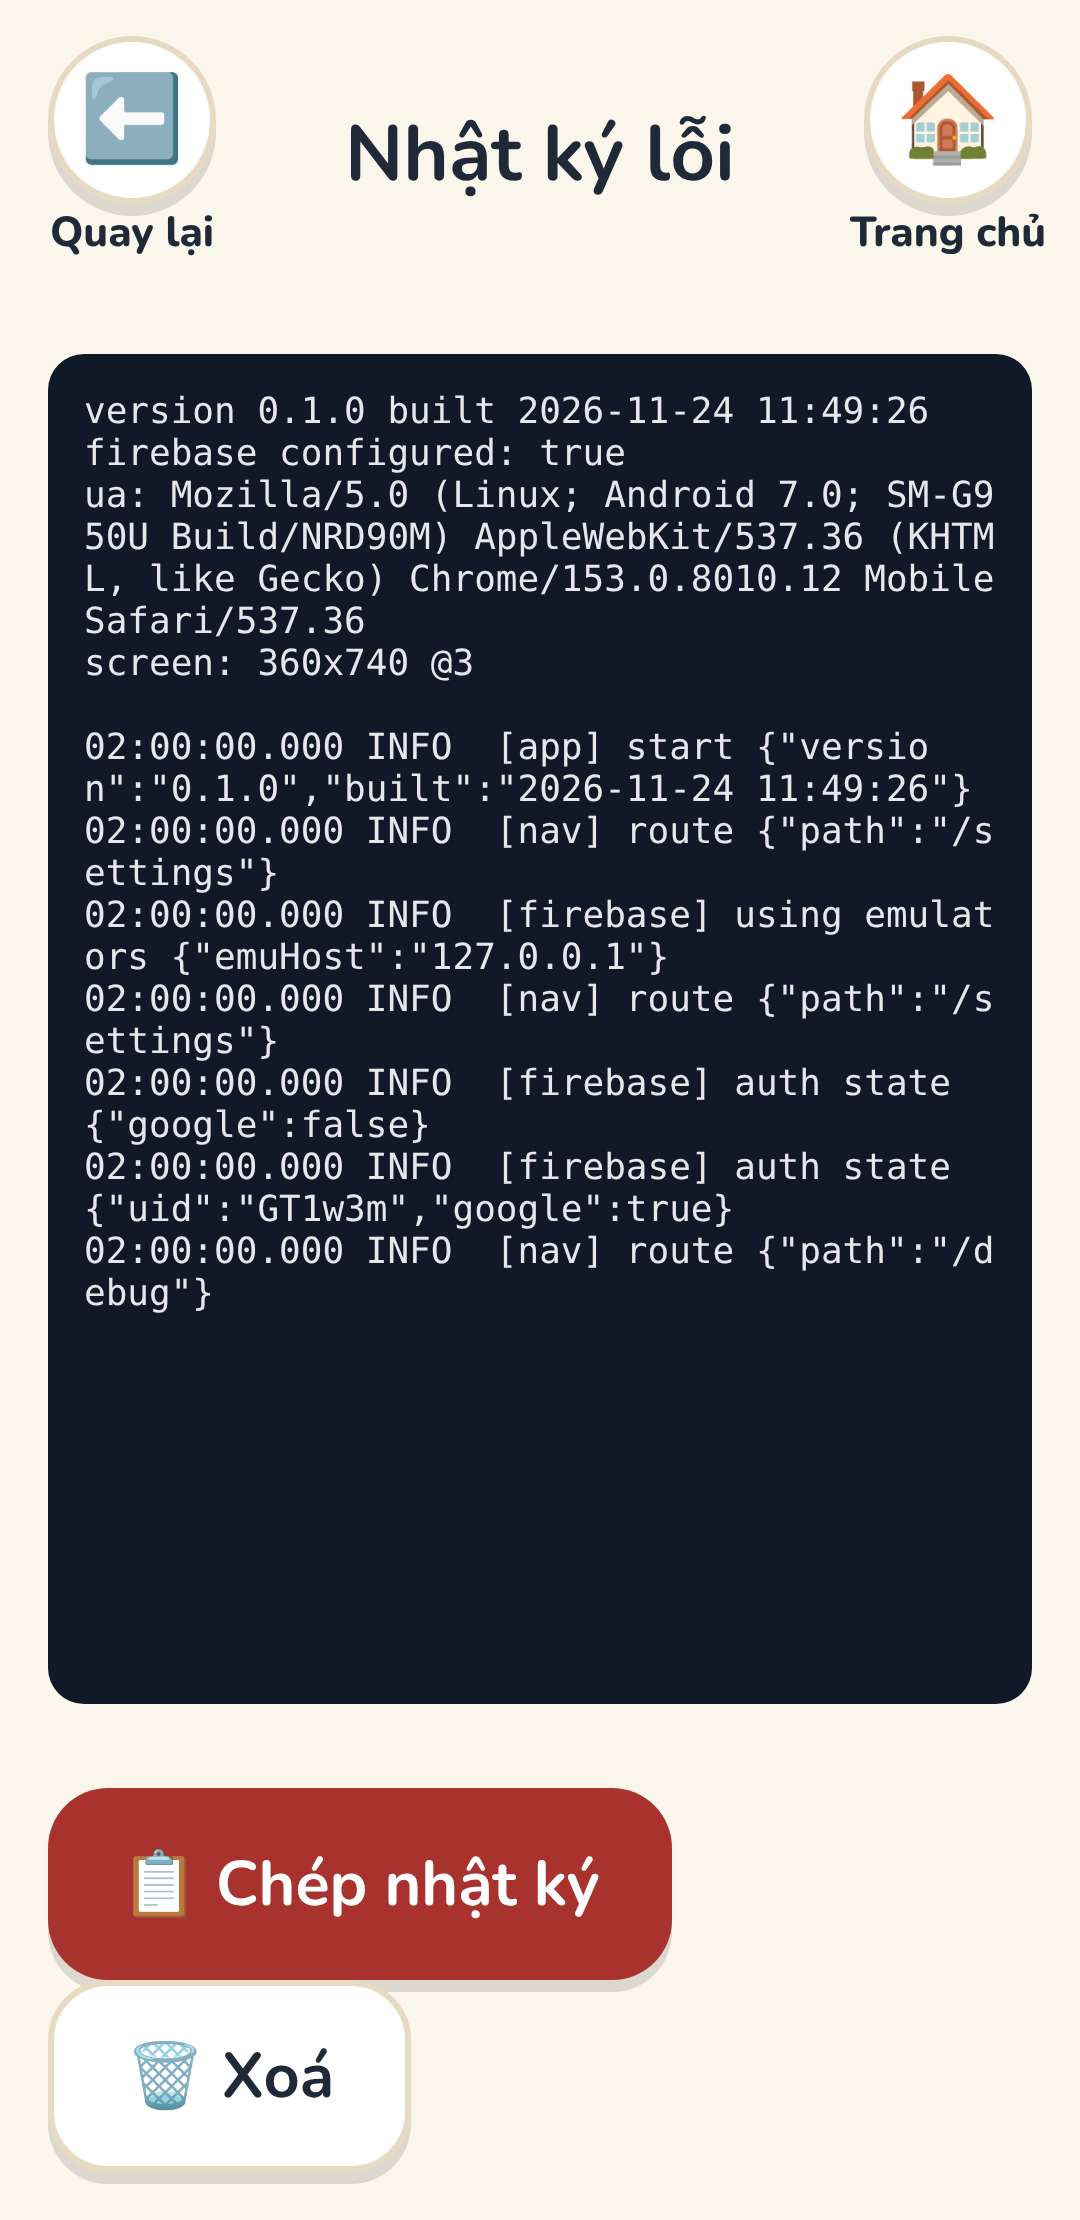 Nhật ký lỗi
Quay lại
Trang chủ
version 0.1.0 built 2026-11-24 11:49:26
firebase configured: true
ua: Mozilla/5.0 (Linux; Android 7.0; SM-G9
50U Build/NRD90M) AppleWebKit/537.36 (KHTM
L, like Gecko) Chrome/153.0.8010.12 Mobile
Safari/537.36
screen: 360x740 @3
02:00:00.000 INFO  [app] start {"versio
n":"0.1.0","built":"2026-11-24 11:49:26"}
02:00:00.000 INFO  [nav] route {"path":"/s
ettings"}
02:00:00.000 INFO  [firebase] using emulat
ors {"emuHost":"127.0.0.1"}
02:00:00.000 INFO  [nav] route {"path":"/s
ettings"}
02:00:00.000 INFO  [firebase] auth state
{"google":false}
02:00:00.000 INFO  [firebase] auth state
{"uid":"GT1w3m","google":true}
02:00:00.000 INFO  [nav] route {"path":"/d
ebug"}
Chép nhật ký
Xoá